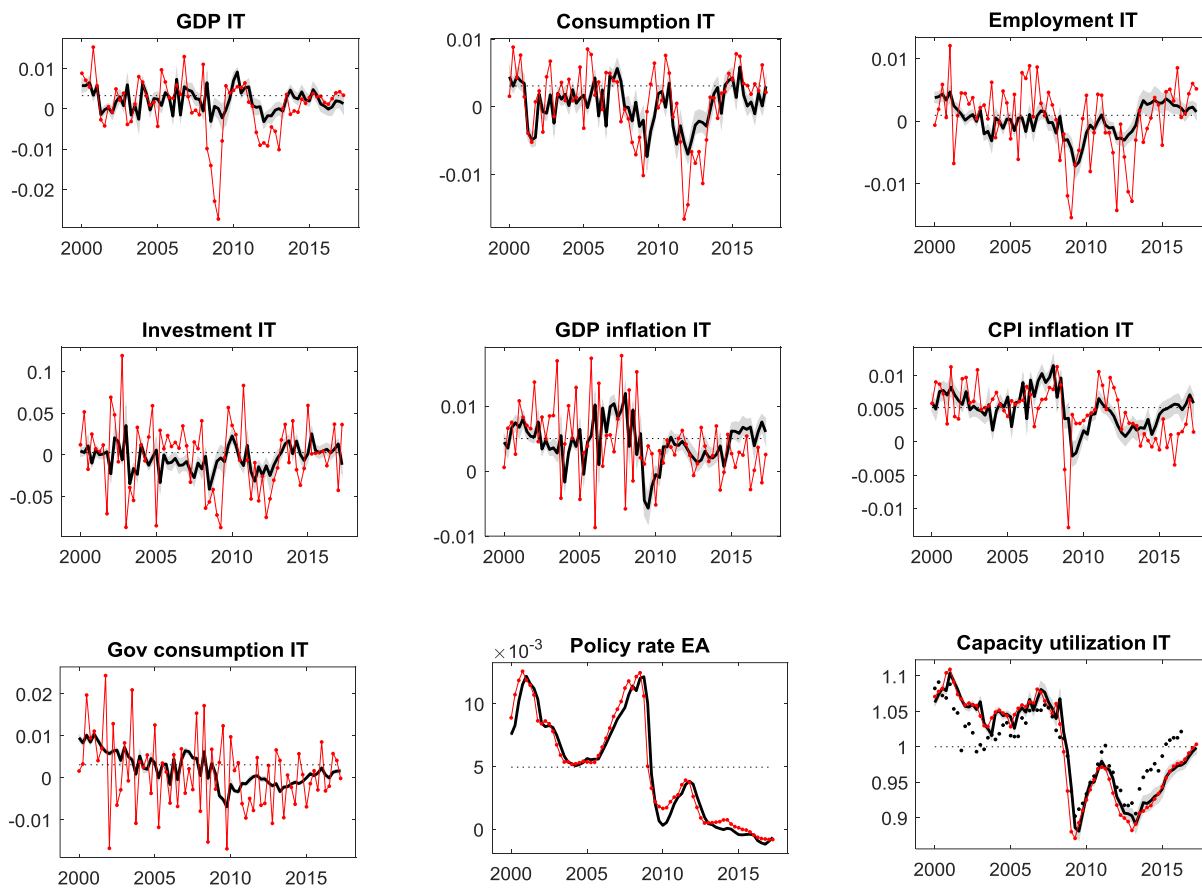 GDP IT
0.01
0
-0.01
-0.02
2000 2005 2010 2015
Consumption IT
0.01
0
-0.01
2000 2005 2010 2015
Employment IT
0.01
0
-0.01
2000 2005 2010 2015
Investment IT
0.1
0.05
0
-0.05
2000 2005 2010 2015
GDP inflation IT
0.01
0
-0.01
2000 2005 2010 2015
CPI inflation IT
0.01
0.005
0
-0.005
-0.01
2000 2005 2010 2015
Gov consumption IT
0.02
0.01
0
-0.01
2000 2005 2010 2015
Policy rate EA
×10⁻³
10
5
0
2000 2005 2010 2015
Capacity utilization IT
1.1
1.05
1
0.95
0.9
2000 2005 2010 2015